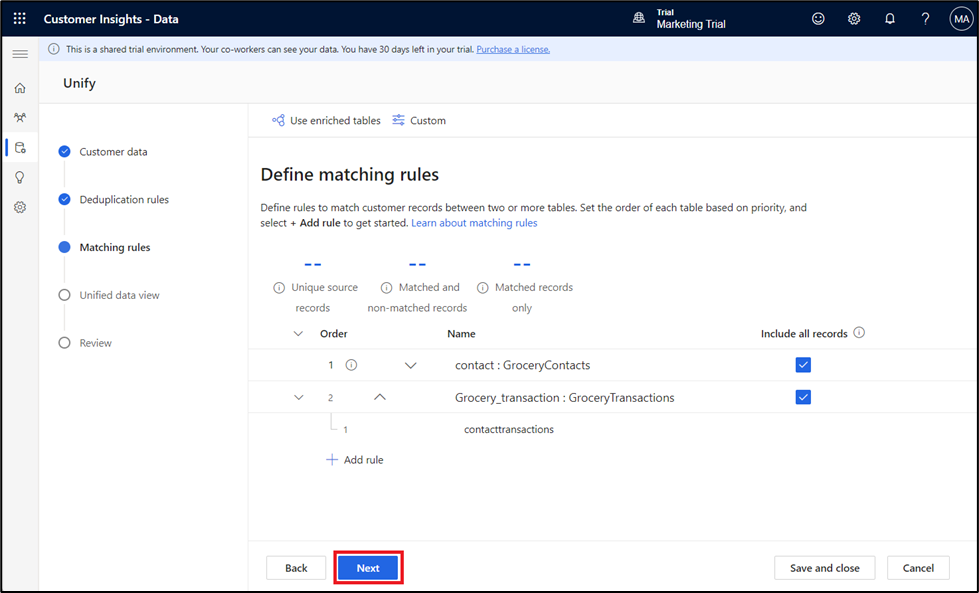 Customer Insights - Data
Trial
Marketing Trial
?
MA
This is a shared trial environment. Your co-workers can see your data. You have 30 days left in your trial. Purchase a license.
Unify
Customer data
Deduplication rules
Matching rules
Unified data view
Review
Use enriched tables
Custom
Define matching rules
Define rules to match customer records between two or more tables. Set the order of each table based on priority, and
select + Add rule to get started. Learn about matching rules
-- -- --
Unique source
records
Matched and
non-matched records
Matched records
only
Order Name Include all records
1 contact : GroceryContacts
2 Grocery_transaction : GroceryTransactions
1 contacttransactions
+ Add rule
Back Next Save and close Cancel